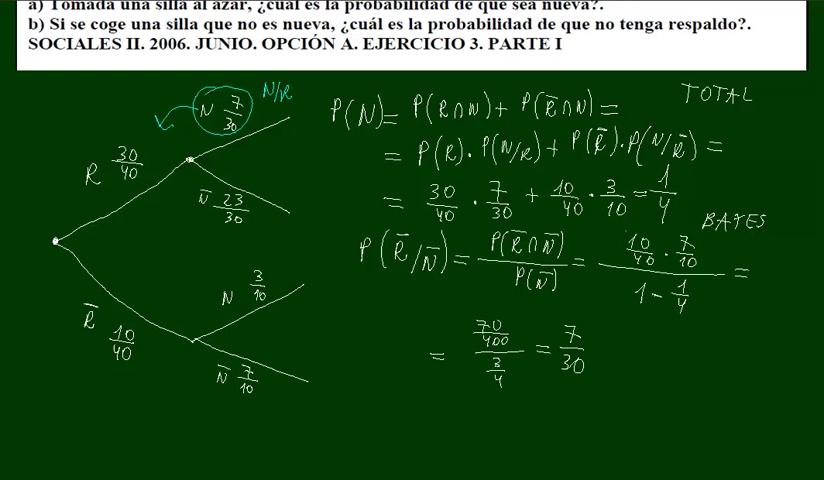 a) Tomada una silla al azar, ¿cuál es la probabilidad de que sea nueva?.
b) Si se coge una silla que no es nueva, ¿cuál es la probabilidad de que no tenga respaldo?.
SOCIALES II. 2006. JUNIO. OPCIÓN A. EJERCICIO 3. PARTE I
N 7/30
N/R
R 30/40
N̅ 23/30
R̅ 10/40
N 3/10
N̅ 7/10
TOTAL
P(N) = P(R∩N) + P(R̅∩N) =
= P(R) · P(N/R) + P(R̅) · P(N/R̅) =
= 30/40 · 7/30 + 10/40 · 3/10 = 1/4
BAYES
P(R̅/N̅) = P(R̅∩N̅)/P(N̅) = (10/40 · 7/10)/(1 - 1/4) =
= (70/400)/(3/4) = 7/30